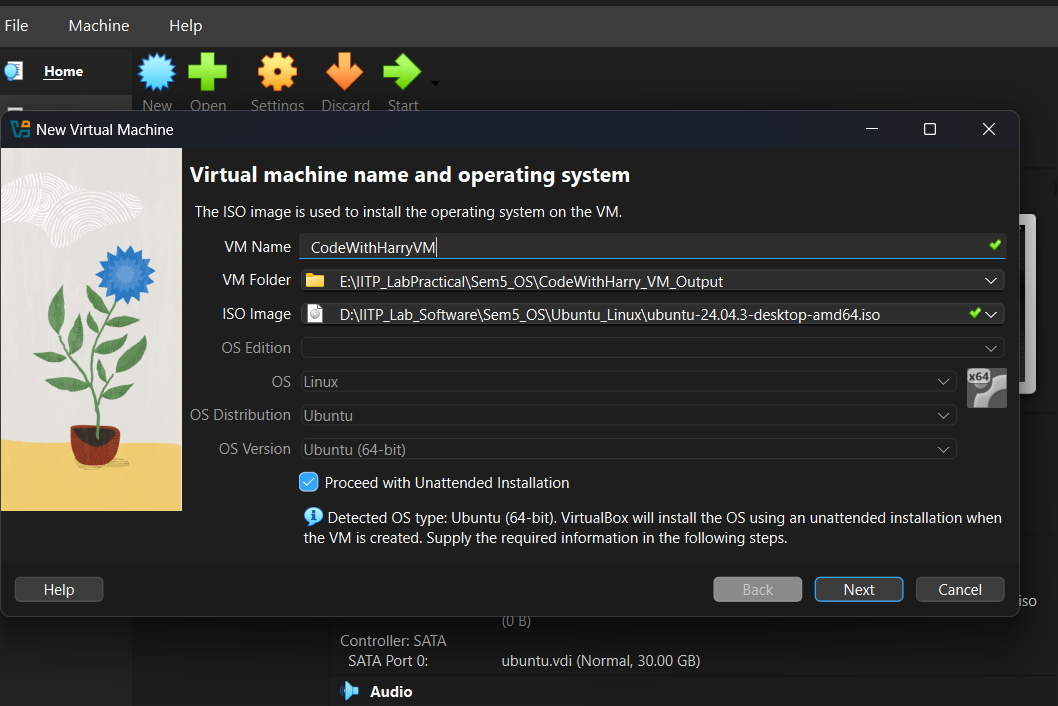 File Machine Help
Home
New Open Settings Discard Start
New Virtual Machine
Virtual machine name and operating system
The ISO image is used to install the operating system on the VM.
VM Name CodeWithHarryVM
VM Folder E:\IITP_LabPractical\Sem5_OS\CodeWithHarry_VM_Output
ISO Image D:\IITP_Lab_Software\Sem5_OS\Ubuntu_Linux\ubuntu-24.04.3-desktop-amd64.iso
OS Edition
OS Linux
x64
OS Distribution Ubuntu
OS Version Ubuntu (64-bit)
Proceed with Unattended Installation
Detected OS type: Ubuntu (64-bit). VirtualBox will install the OS using an unattended installation when
the VM is created. Supply the required information in the following steps.
Help Back Next Cancel
iso
(0 B)
Controller: SATA
SATA Port 0: ubuntu.vdi (Normal, 30.00 GB)
Audio